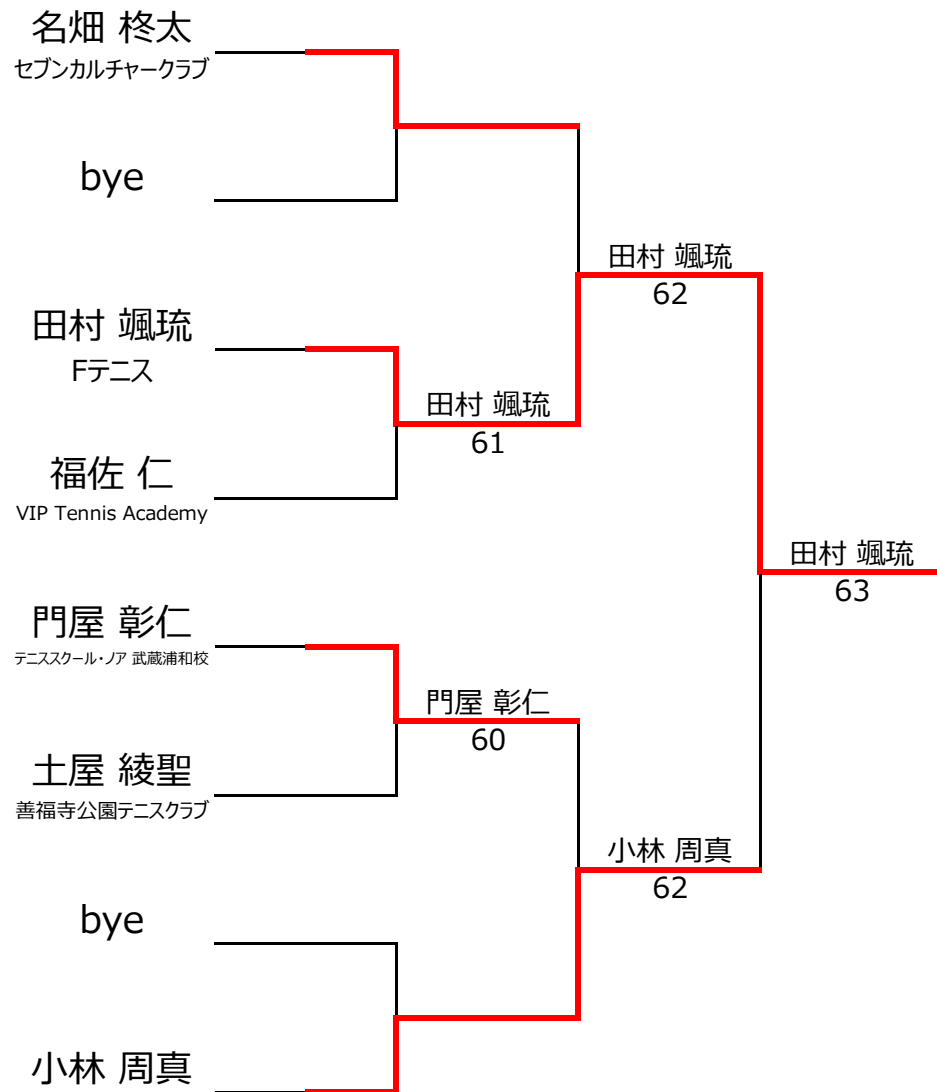 名畑 柊太
セブンカルチャークラブ
bye
田村 颯琉
62
田村 颯琉
Fテニス
田村 颯琉
61
福佐 仁
VIP Tennis Academy
田村 颯琉
63
門屋 彰仁
テニススクール・ノア 武蔵浦和校
門屋 彰仁
60
土屋 綾聖
善福寺公園テニスクラブ
小林 周真
62
bye
小林 周真